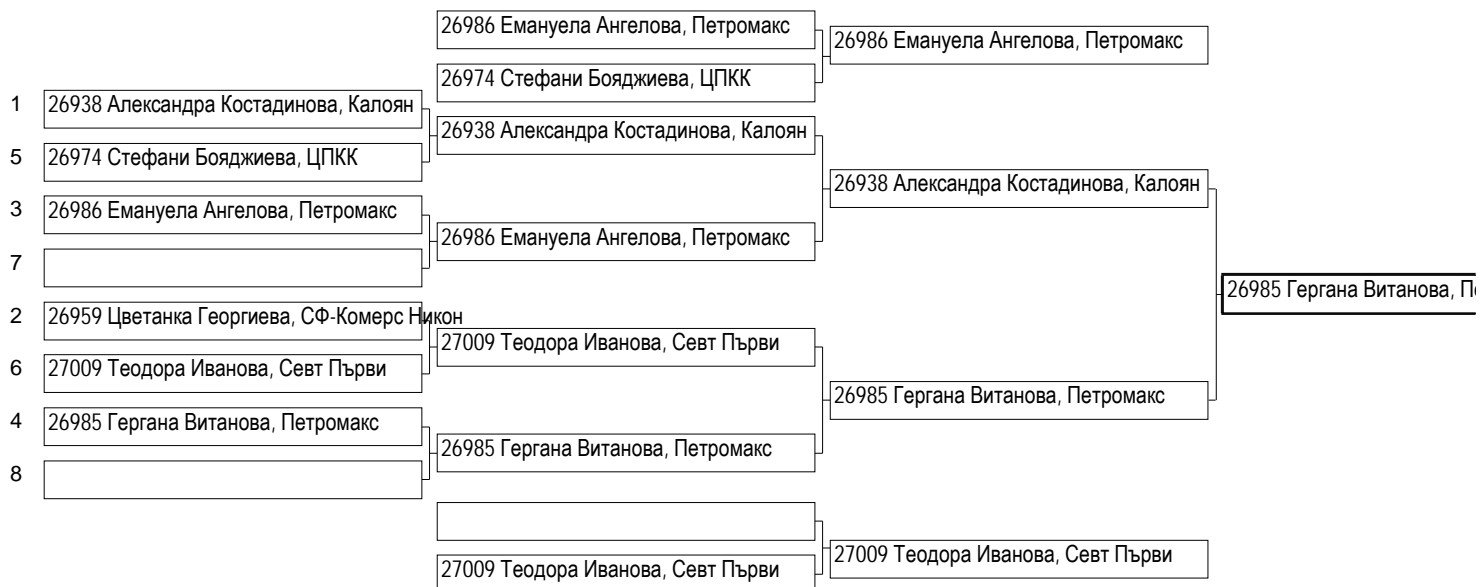 26986 Емануела Ангелова, Петромакс
26986 Емануела Ангелова, Петромакс
26974 Стефани Бояджиева, ЦПКК
1 26938 Александра Костадинова, Калоян
26938 Александра Костадинова, Калоян
5 26974 Стефани Бояджиева, ЦПКК
26938 Александра Костадинова, Калоян
3 26986 Емануела Ангелова, Петромакс
26986 Емануела Ангелова, Петромакс
7
26985 Гергана Витанова,
2 26959 Цветанка Георгиева, СФ-Комерс Никон
27009 Теодора Иванова, Севт Първи
6 27009 Теодора Иванова, Севт Първи
26985 Гергана Витанова, Петромакс
4 26985 Гергана Витанова, Петромакс
26985 Гергана Витанова, Петромакс
8
27009 Теодора Иванова, Севт Първи
27009 Теодора Иванова, Севт Първи